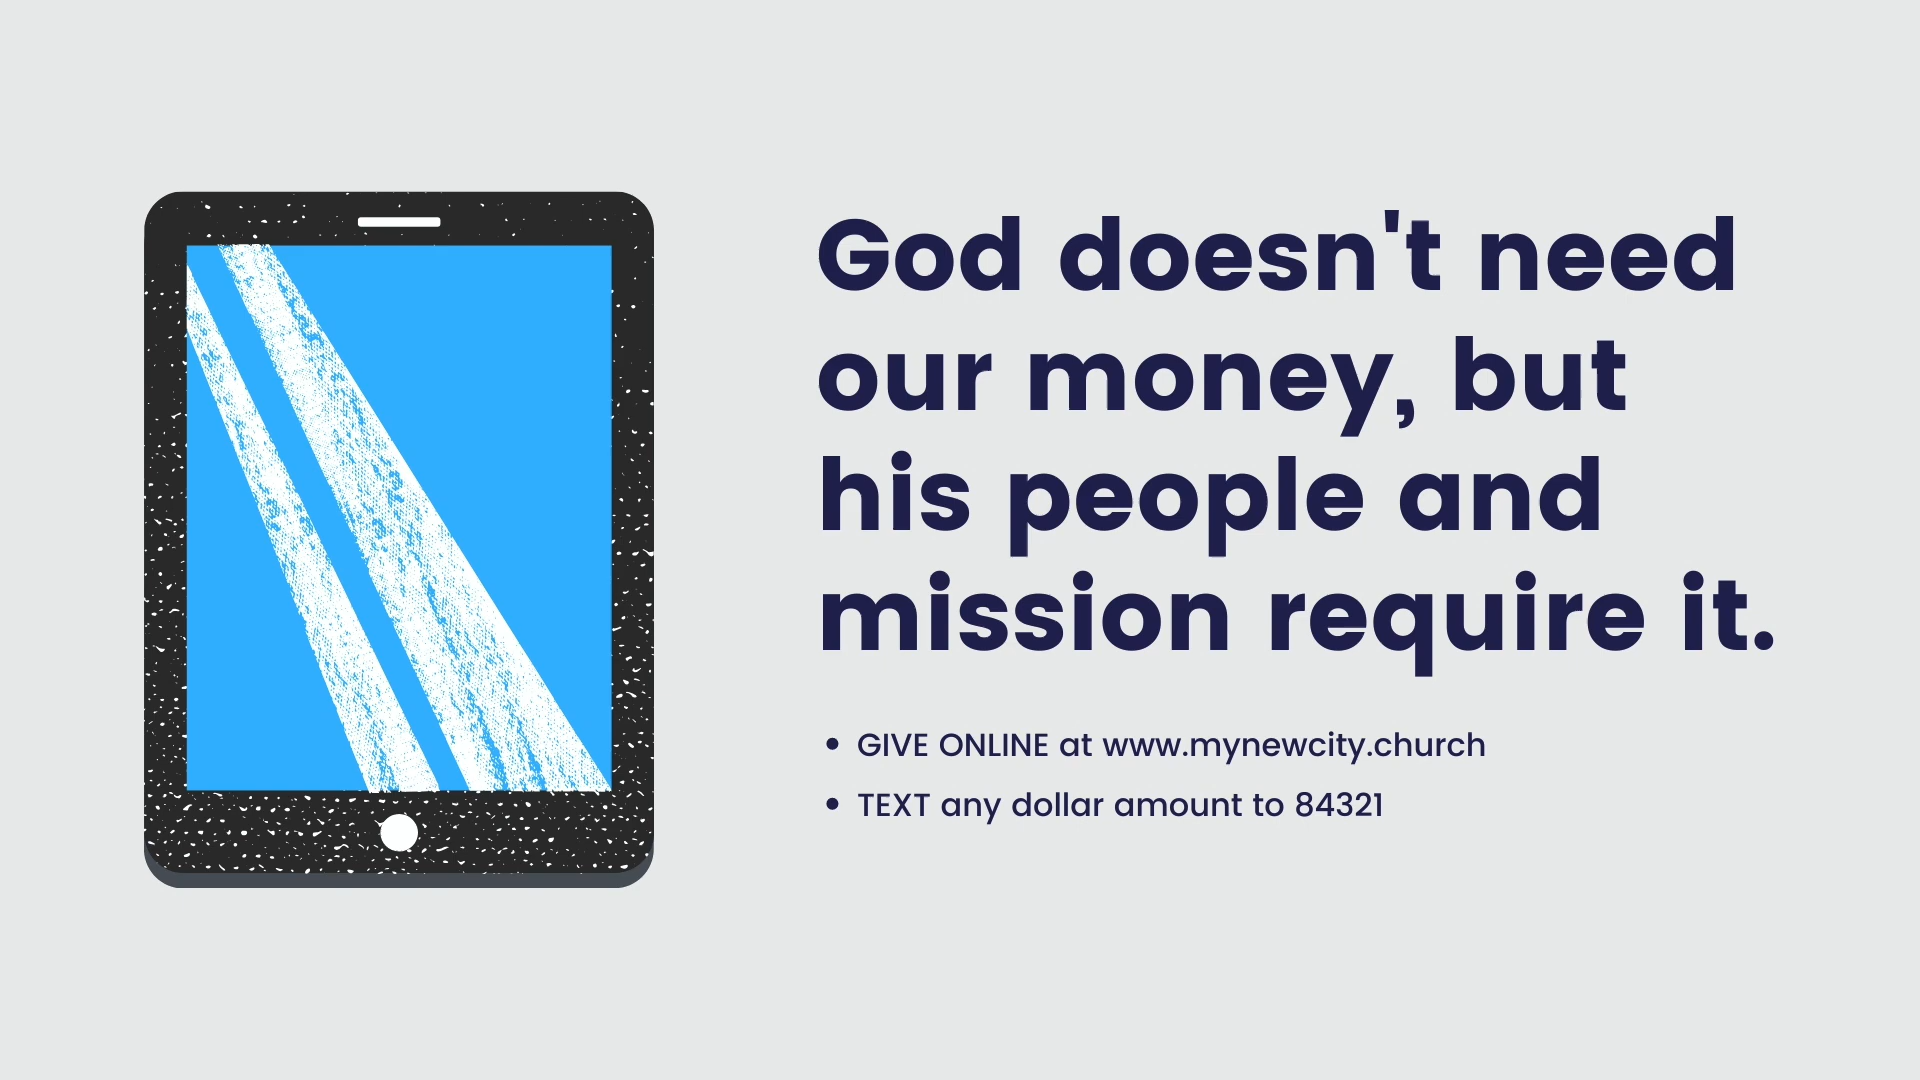 God doesn't need
our money, but
his people and
mission require it.
• GIVE ONLINE at www.mynewcity.church
• TEXT any dollar amount to 84321